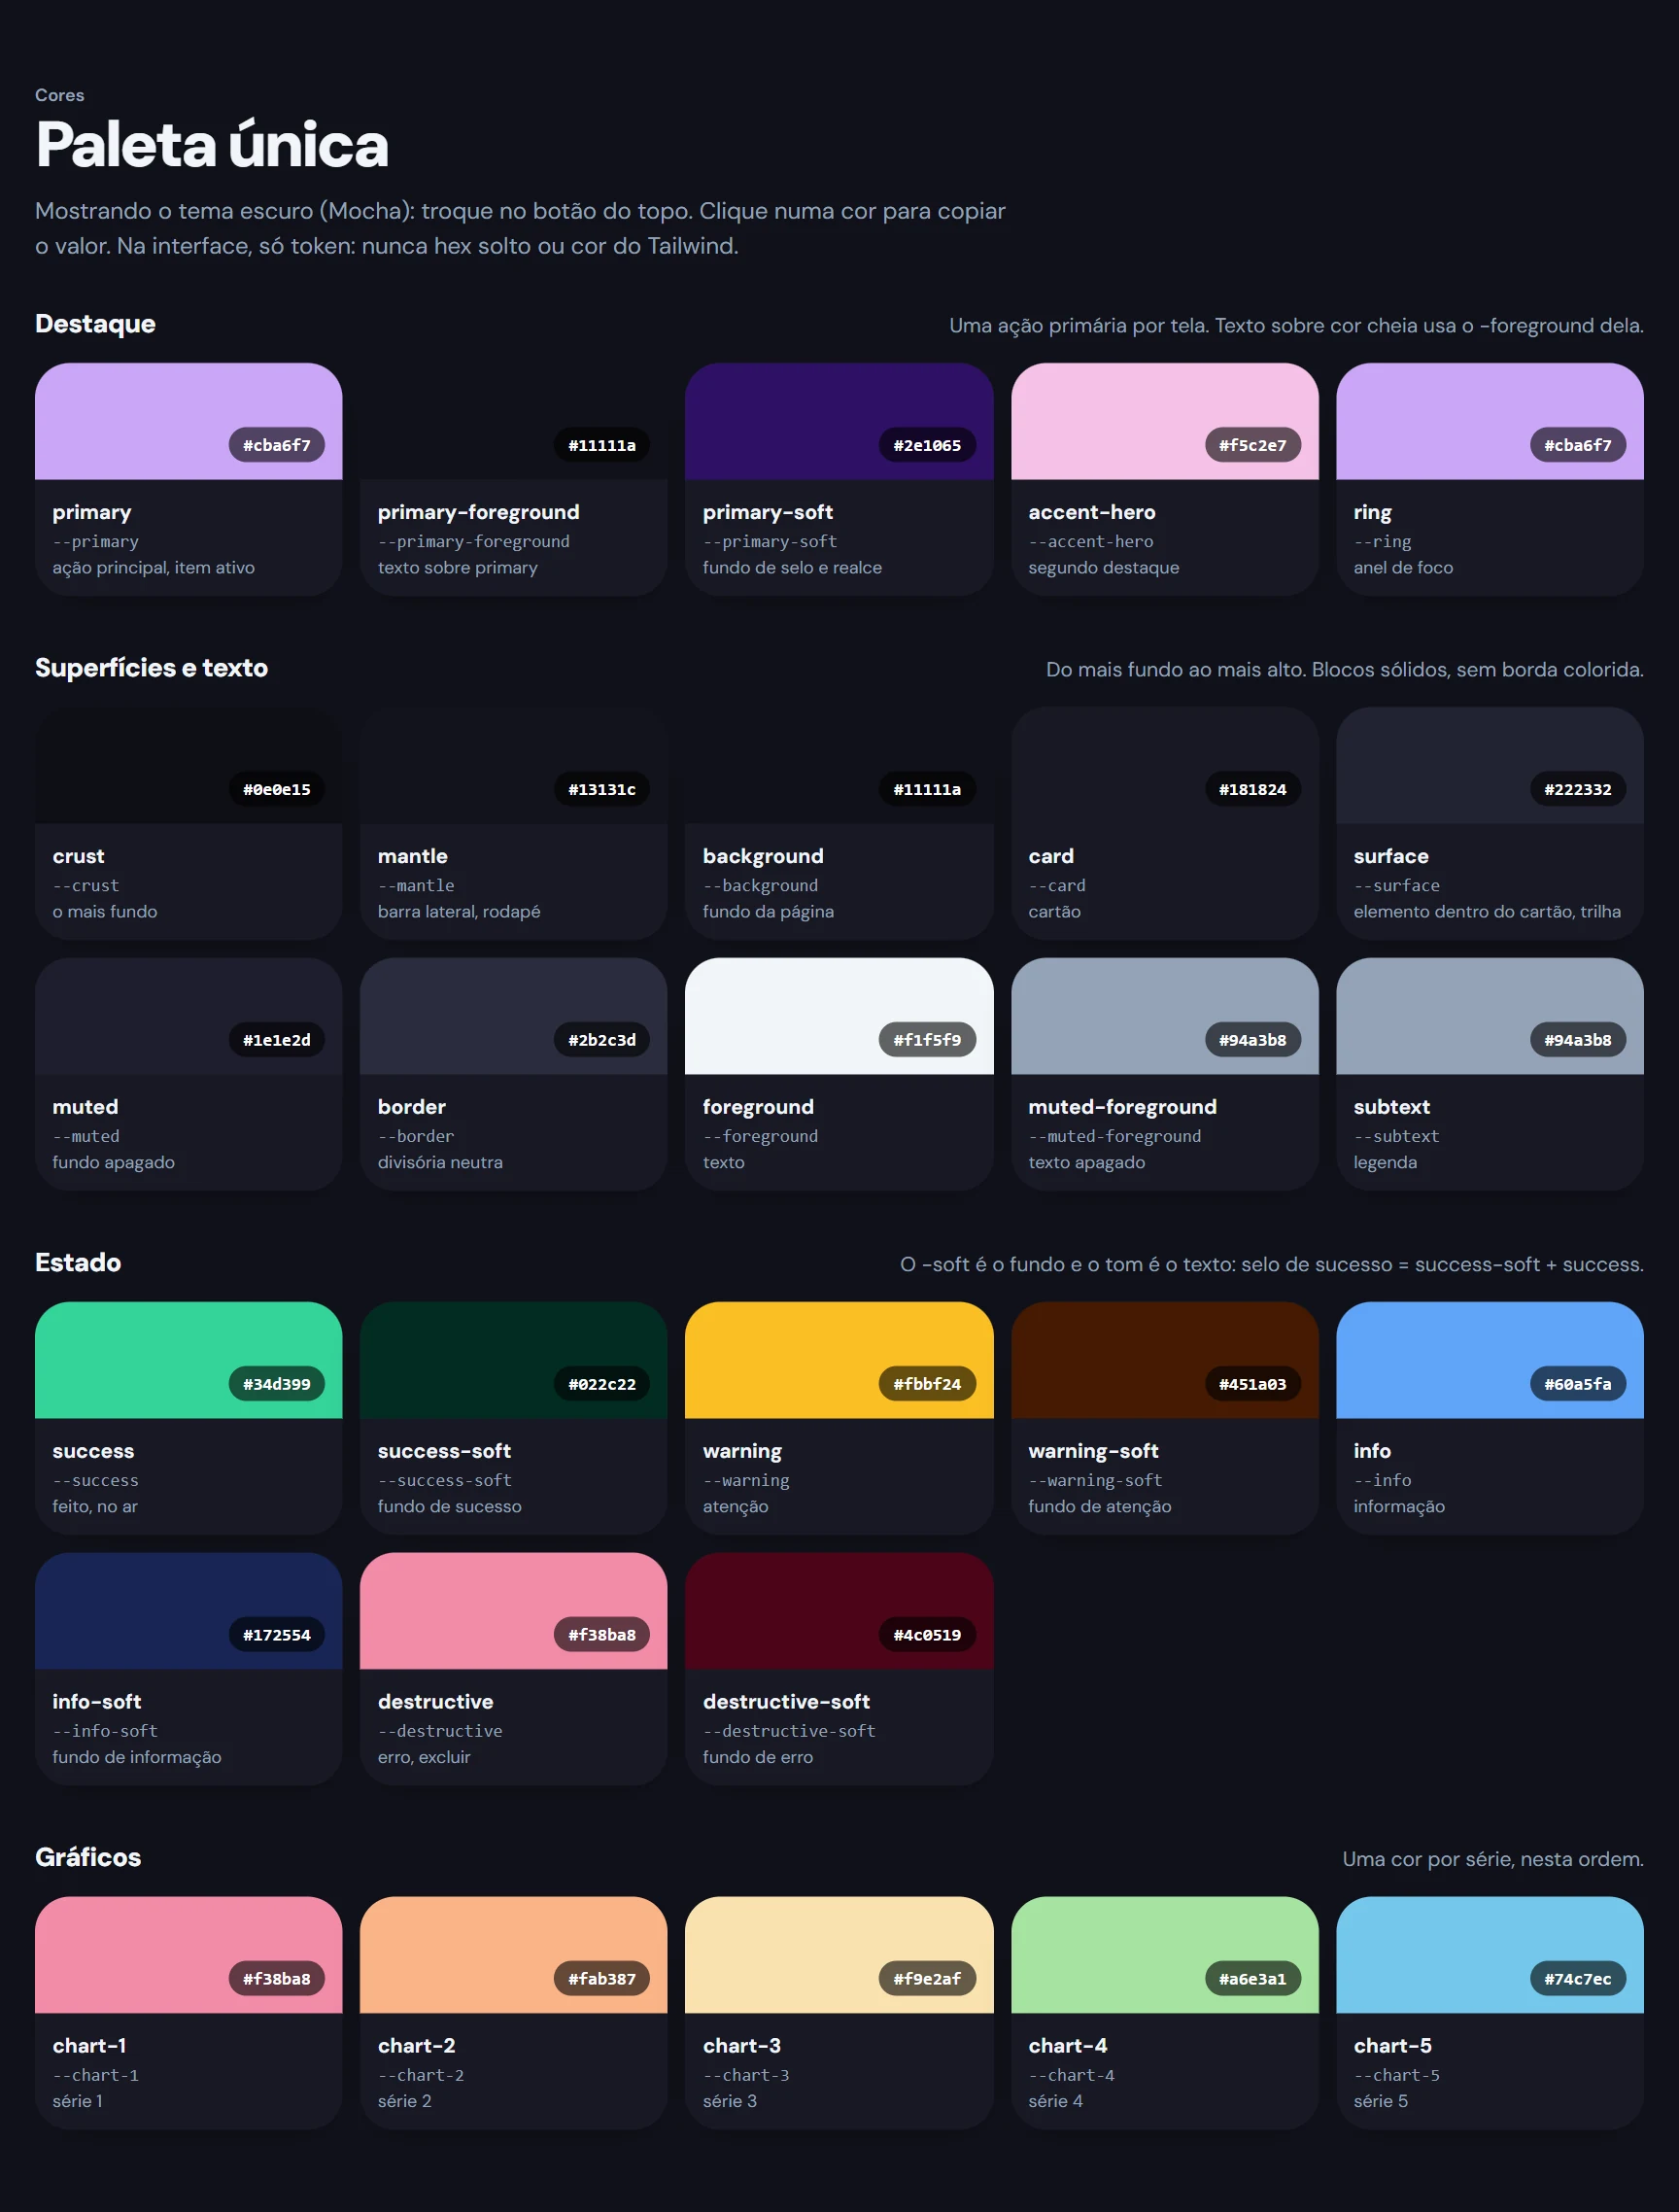 Cores
Paleta única
Mostrando o tema escuro (Mocha): troque no botão do topo. Clique numa cor para copiar
o valor. Na interface, só token: nunca hex solto ou cor do Tailwind.
Destaque
Uma ação primária por tela. Texto sobre cor cheia usa o -foreground dela.
#cba6f7
primary
--primary
ação principal, item ativo
#11111a
primary-foreground
--primary-foreground
texto sobre primary
#2e1065
primary-soft
--primary-soft
fundo de selo e realce
#f5c2e7
accent-hero
--accent-hero
segundo destaque
#cba6f7
ring
--ring
anel de foco
Superfícies e texto
Do mais fundo ao mais alto. Blocos sólidos, sem borda colorida.
#0e0e15
crust
--crust
o mais fundo
#13131c
mantle
--mantle
barra lateral, rodapé
#11111a
background
--background
fundo da página
#181824
card
--card
cartão
#222332
surface
--surface
elemento dentro do cartão, trilha
#1e1e2d
muted
--muted
fundo apagado
#2b2c3d
border
--border
divisória neutra
#f1f5f9
foreground
--foreground
texto
#94a3b8
muted-foreground
--muted-foreground
texto apagado
#94a3b8
subtext
--subtext
legenda
Estado
O -soft é o fundo e o tom é o texto: selo de sucesso = success-soft + success.
#34d399
success
--success
feito, no ar
#022c22
success-soft
--success-soft
fundo de sucesso
#fbbf24
warning
--warning
atenção
#451a03
warning-soft
--warning-soft
fundo de atenção
#60a5fa
info
--info
informação
#172554
info-soft
--info-soft
fundo de informação
#f38ba8
destructive
--destructive
erro, excluir
#4c0519
destructive-soft
--destructive-soft
fundo de erro
Gráficos
Uma cor por série, nesta ordem.
#f38ba8
chart-1
--chart-1
série 1
#fab387
chart-2
--chart-2
série 2
#f9e2af
chart-3
--chart-3
série 3
#a6e3a1
chart-4
--chart-4
série 4
#74c7ec
chart-5
--chart-5
série 5